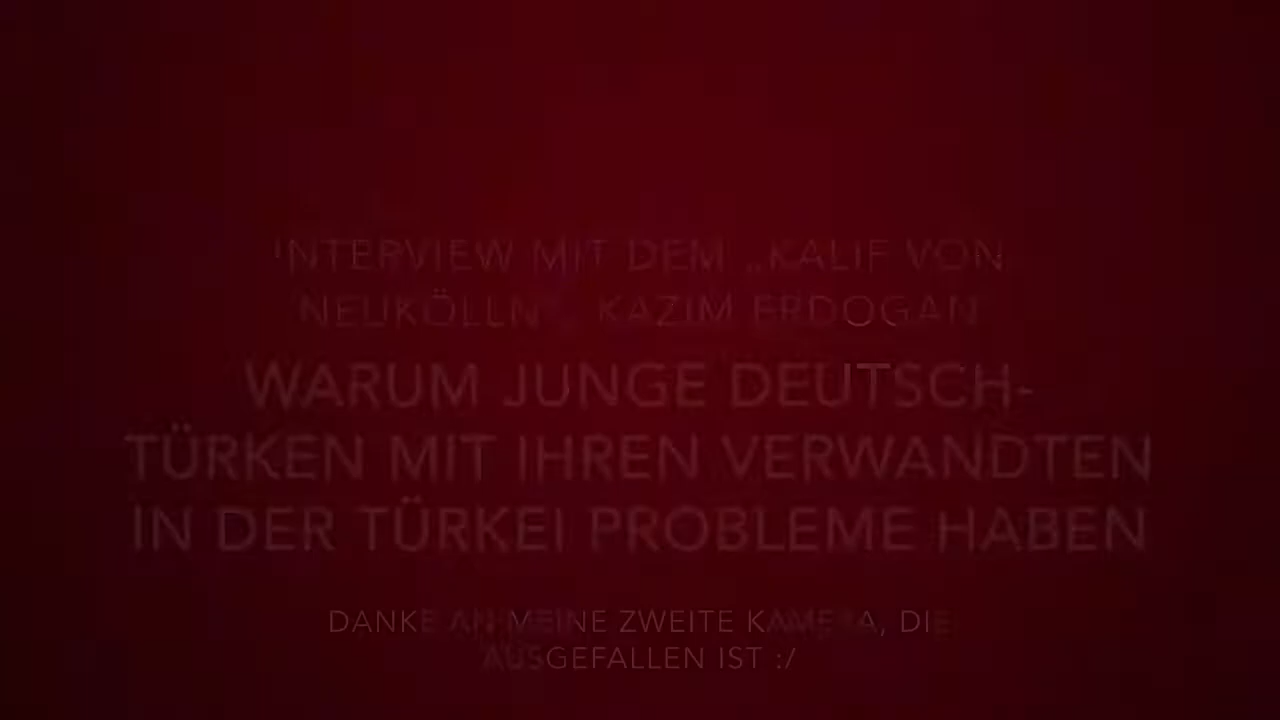 INTERVIEW MIT DEM „KALIF VON
NEUKÖLLN“ - KAZIM ERDOGAN
WARUM JUNGE DEUTSCH-
TÜRKEN MIT IHREN VERWANDTEN
IN DER TÜRKEI PROBLEME HABEN
DANKE AN MEINE ZWEITE KAMERA, DIE
AUSGEFALLEN IST :/